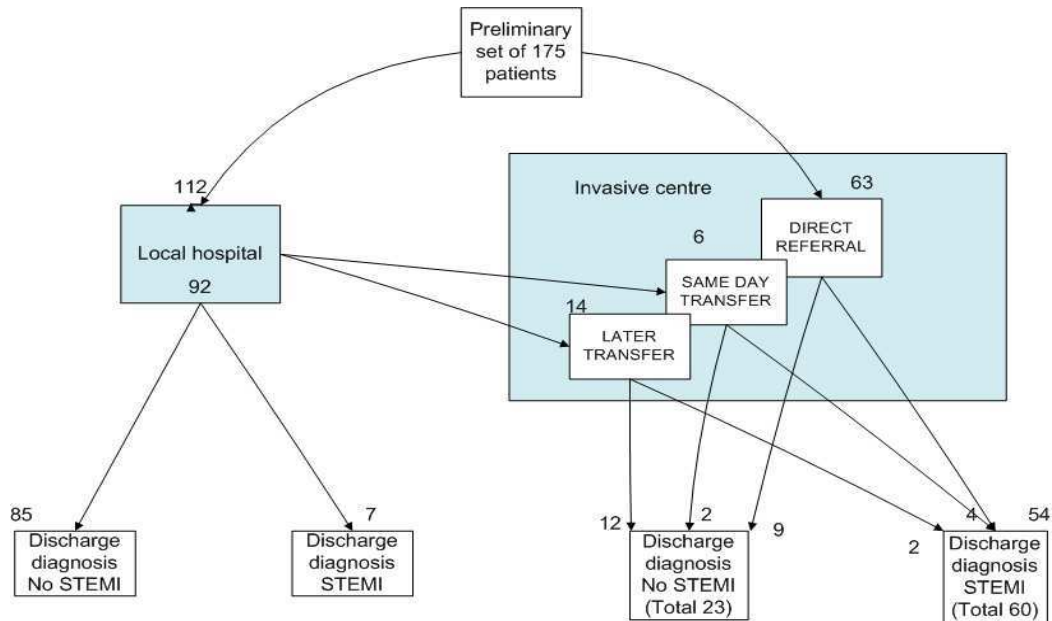 Preliminary
set of 175
patients
112
Local hospital
92
Invasive centre
63
DIRECT
REFERRAL
6
SAME DAY
TRANSFER
14
LATER
TRANSFER
85
Discharge
diagnosis
No STEMI
7
Discharge
diagnosis
STEMI
12
2
9
Discharge
diagnosis
No STEMI
(Total 23)
2
4
54
Discharge
diagnosis
STEMI
(Total 60)